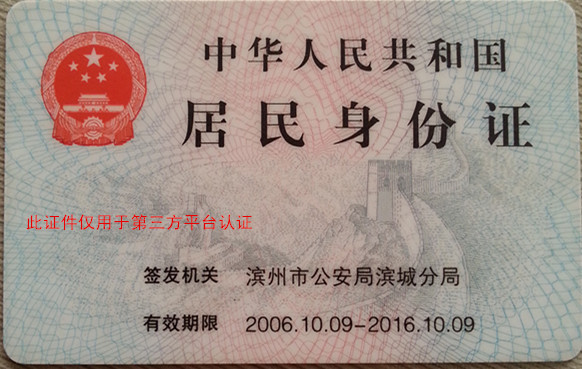 中华人民共和国
居民身份证
此证件仅用于第三方平台认证
签发机关 滨州市公安局滨城分局
有效期限 2006.10.09-2016.10.09